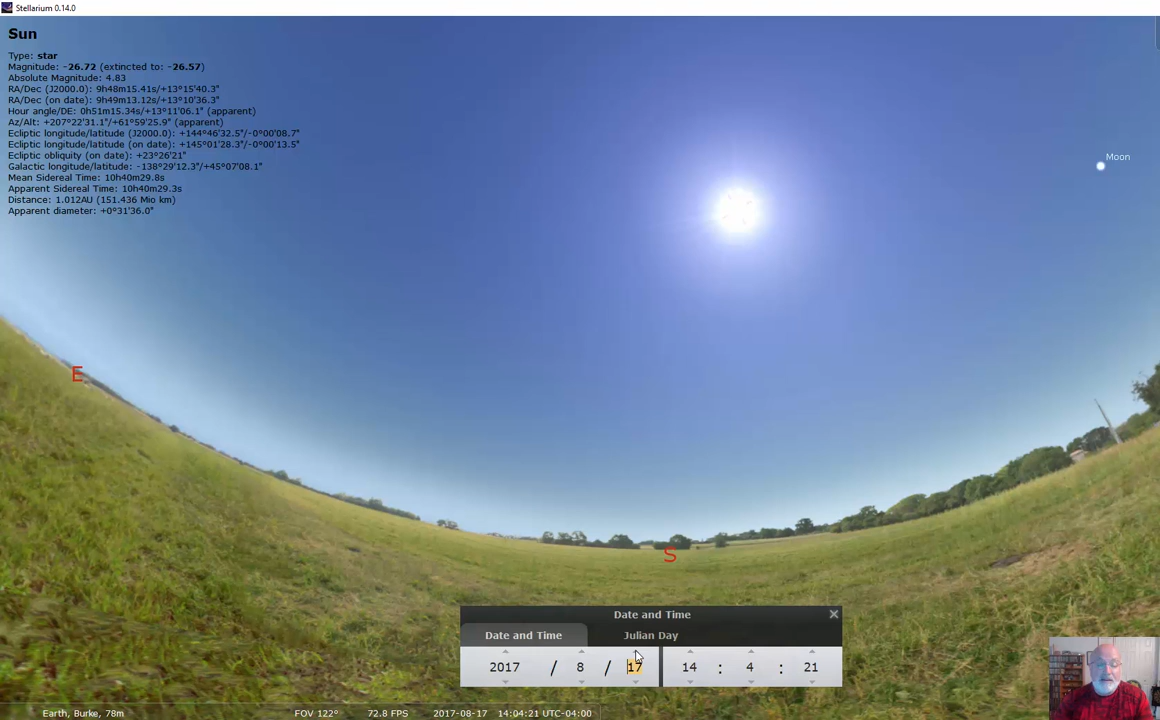 Stellarium 0.14.0
Sun
Type: star
Magnitude: -26.72 (extincted to: -26.57)
Absolute Magnitude: 4.83
RA/Dec (J2000.0): 9h48m15.41s/+13°15'40.3"
RA/Dec (on date): 9h49m13.12s/+13°10'36.3"
Hour angle/DE: 0h51m15.34s/+13°11'06.1" (apparent)
Az/Alt: +207°22'31.1"/+61°59'25.9" (apparent)
Ecliptic longitude/latitude (J2000.0): +144°46'32.5"/-0°00'08.7"
Ecliptic longitude/latitude (on date): +145°01'28.3"/-0°00'13.5"
Ecliptic obliquity (on date): +23°26'21"
Galactic longitude/latitude: -138°29'12.3"/+45°07'08.1"
Mean Sidereal Time: 10h40m29.8s
Apparent Sidereal Time: 10h40m29.3s
Distance: 1.012AU (151.436 Mio km)
Apparent diameter: +0°31'36.0"
Moon
E
S
Date and Time
Date and Time Julian Day
2017 / 8 / 17 14 : 4 : 21
Earth, Burke, 78m FOV 122° 72.8 FPS 2017-08-17 14:04:21 UTC-04:00